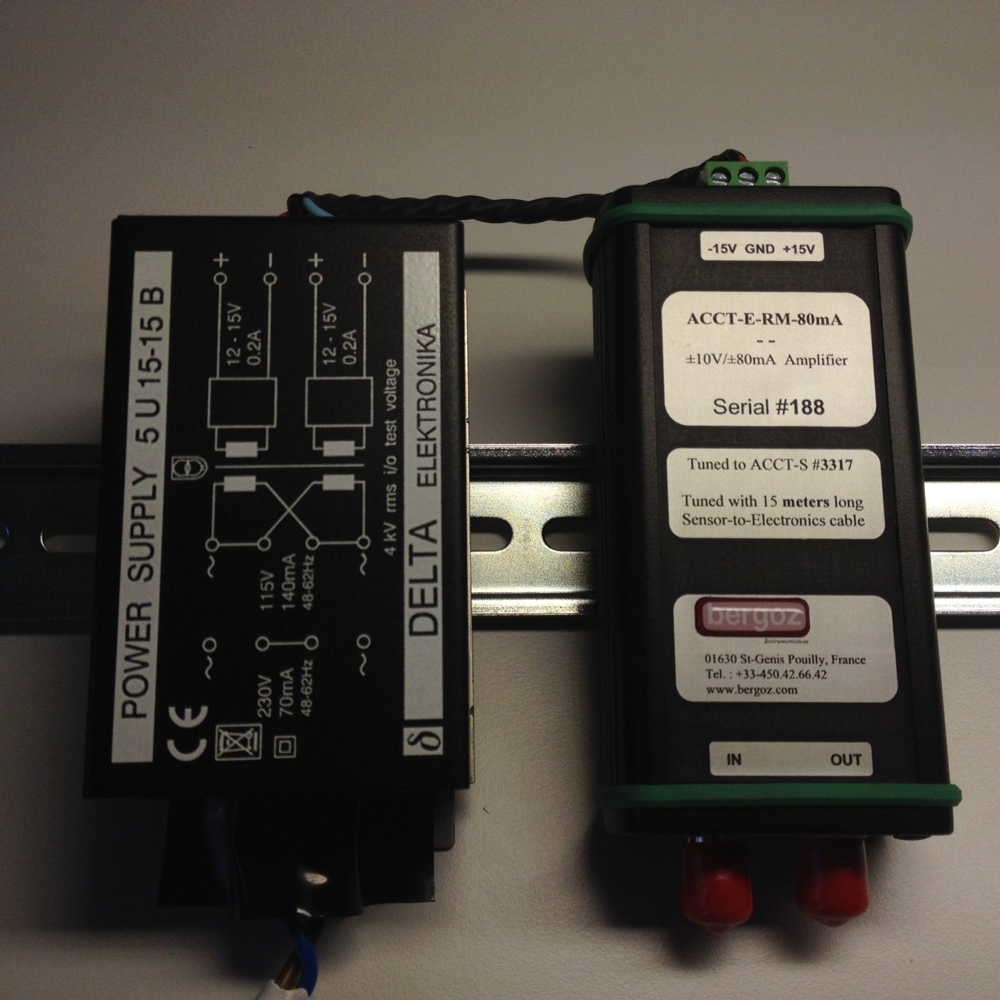 POWER SUPPLY 5 U 15-15 B
+ - + -
12 - 15V
0.2A
12 - 15V
0.2A
~
115V
140mA
48-62Hz
~
~
230V
70mA
48-62Hz
~
CE
4 kV rms i/o test voltage
δ DELTA ELEKTRONIKA
-15V GND +15V
ACCT-E-RM-80mA
- -
±10V/±80mA Amplifier
Serial #188
Tuned to ACCT-S #3317
Tuned with 15 meters long
Sensor-to-Electronics cable
bergoz
Instrumentation
01630 St-Genis Pouilly, France
Tel. : +33-450.42.66.42
www.bergoz.com
IN OUT